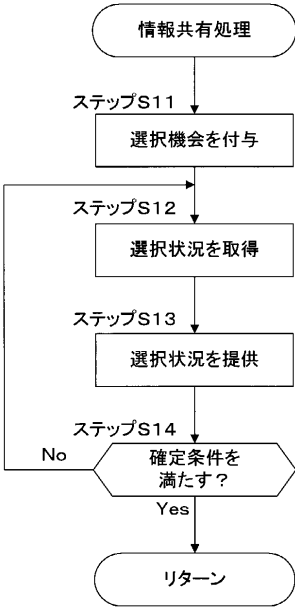 情報共有処理
ステップS11
選択機会を付与
ステップS12
選択状況を取得
ステップS13
選択状況を提供
ステップS14
No
確定条件を
満たす?
Yes
リターン